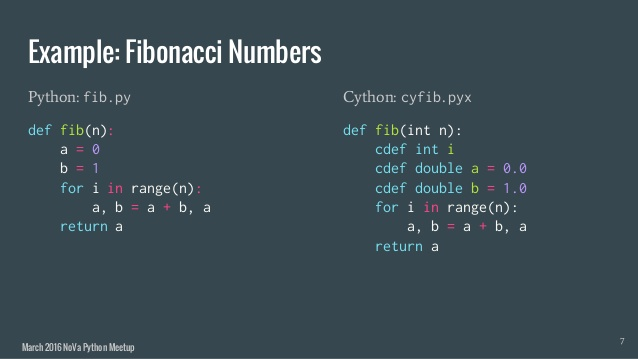 Example: Fibonacci Numbers
Python: fib.py
def fib(n):
    a = 0
    b = 1
    for i in range(n):
        a, b = a + b, a
    return a
Cython: cyfib.pyx
def fib(int n):
    cdef int i
    cdef double a = 0.0
    cdef double b = 1.0
    for i in range(n):
        a, b = a + b, a
    return a
March 2016 NoVa Python Meetup
7